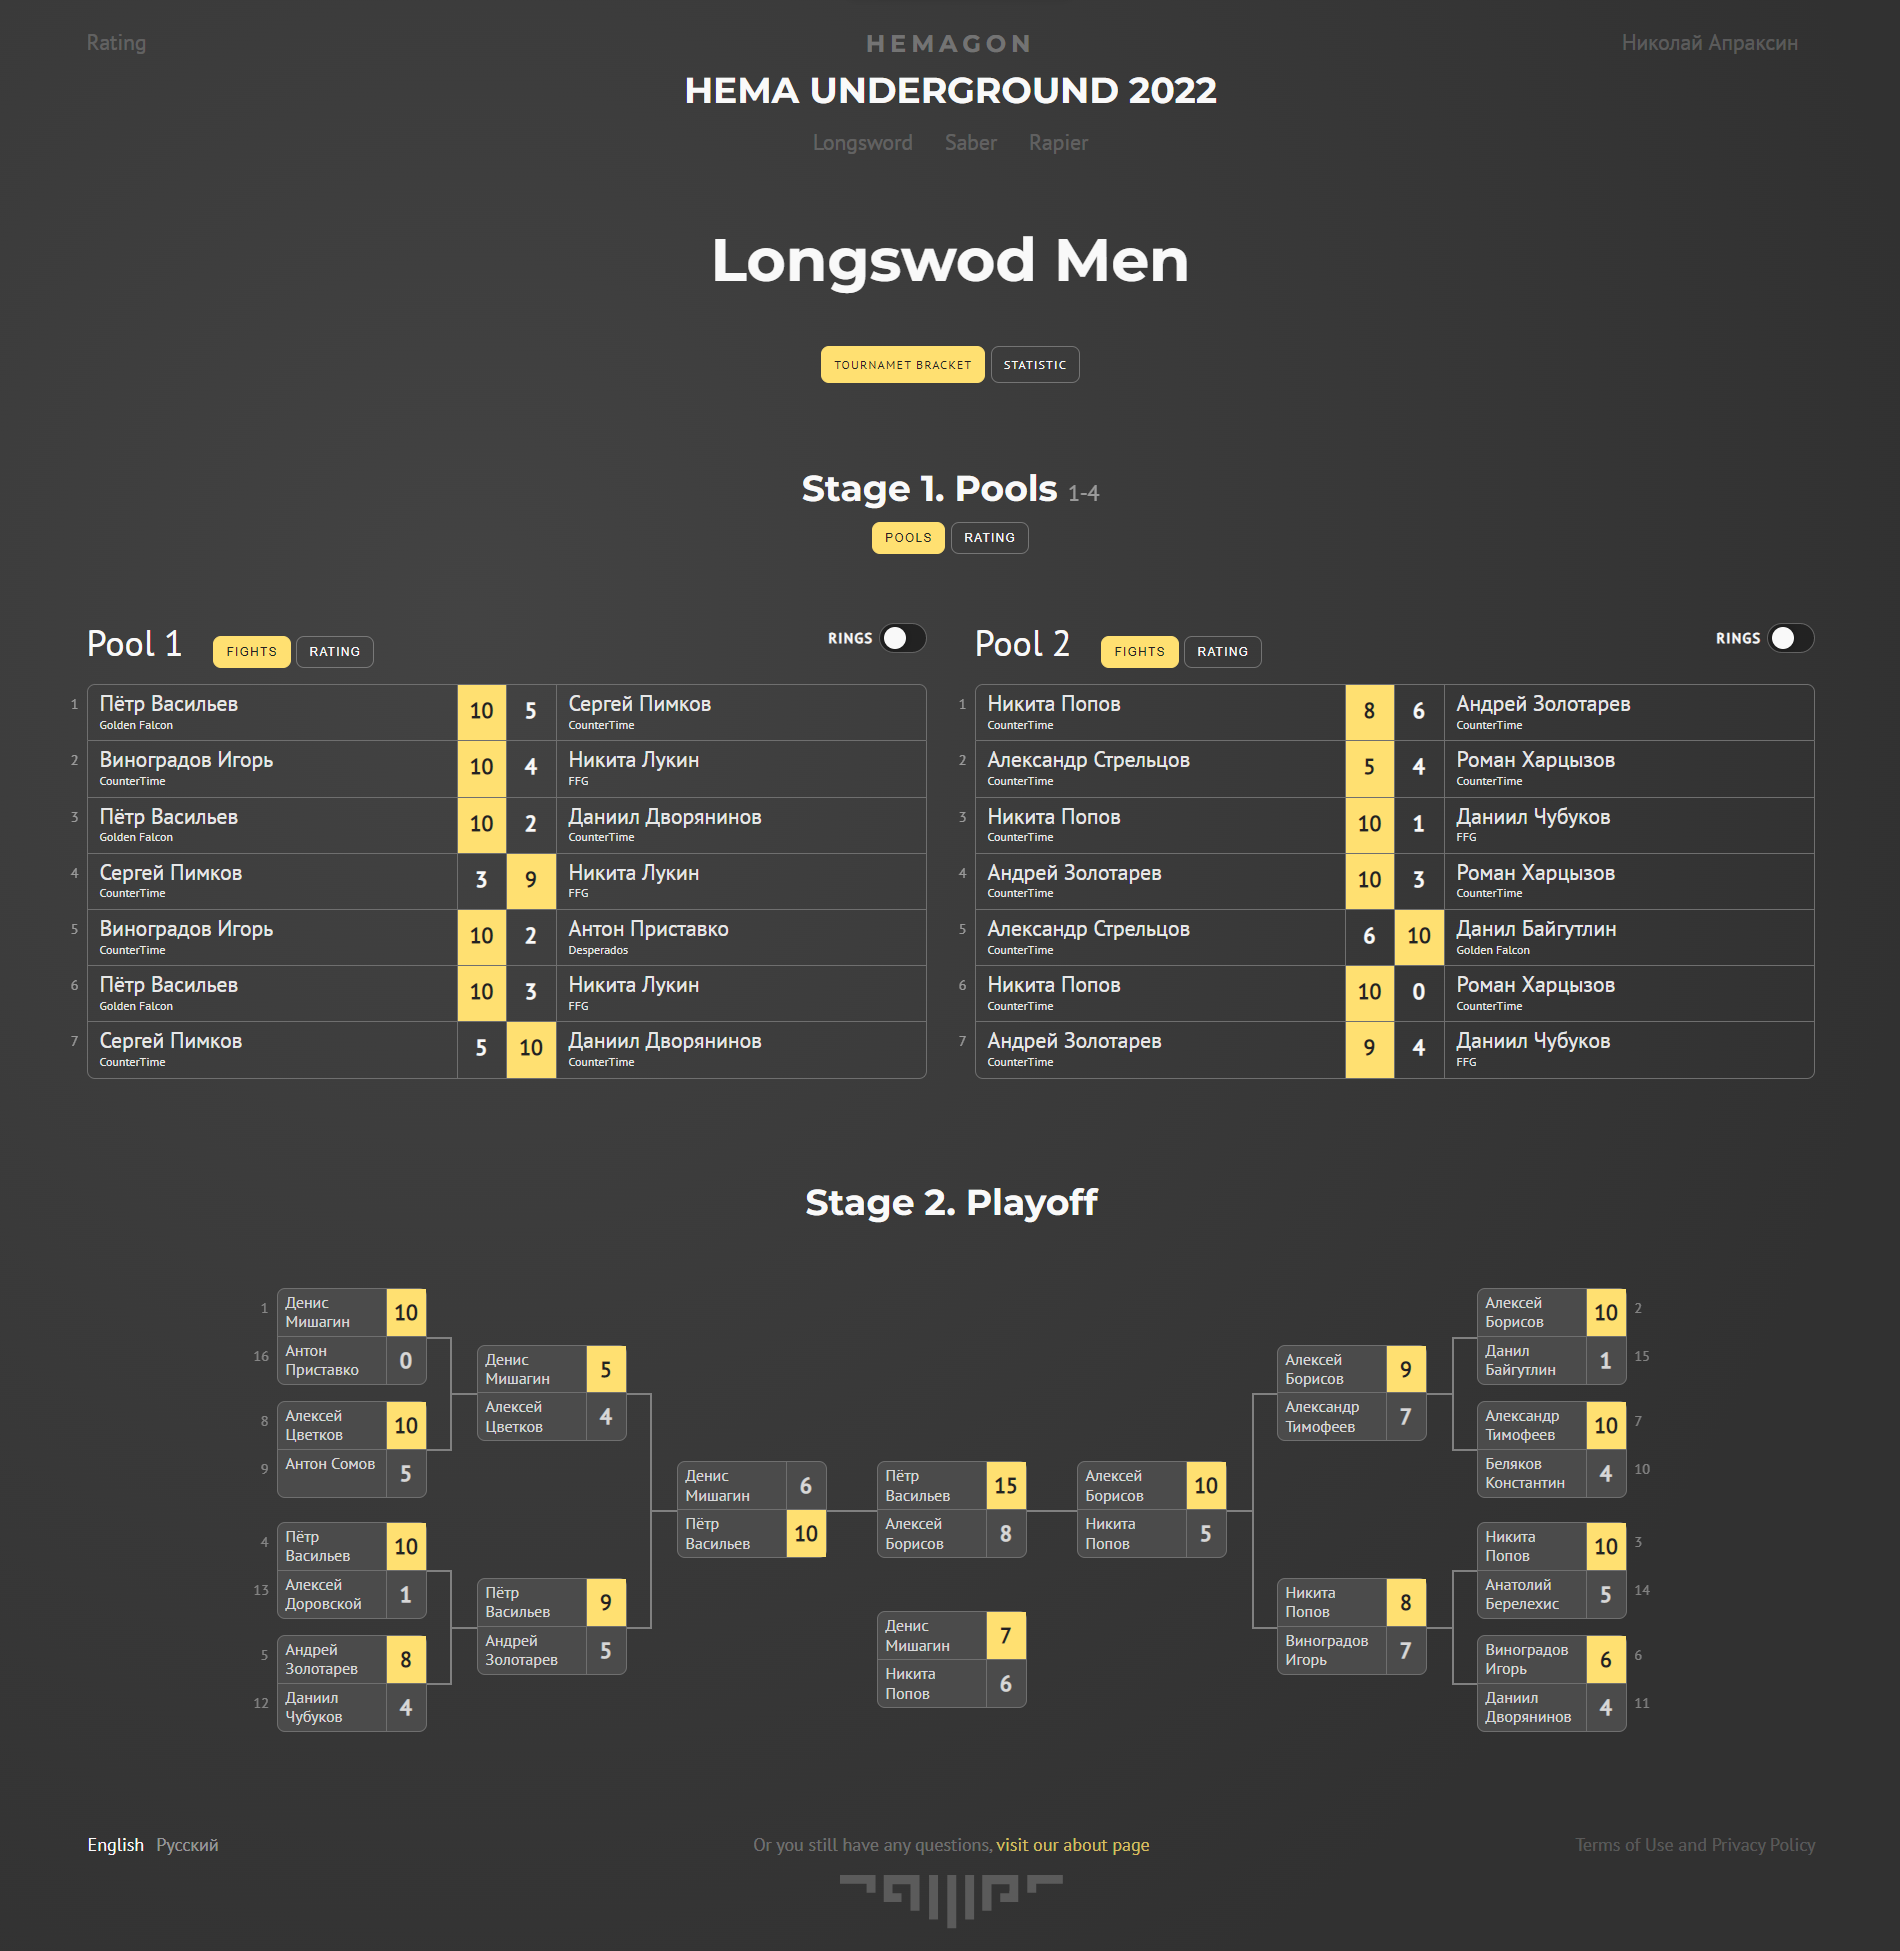 Rating
HEMAGON
Николай Апраксин
HEMA UNDERGROUND 2022
Longsword Saber Rapier
Longswod Men
TOURNAMET BRACKET STATISTIC
Stage 1. Pools 1-4
POOLS RATING
Pool 1 FIGHTS RATING RINGS
1 Пётр Васильев 10 5 Сергей Пимков
Golden Falcon CounterTime
2 Виноградов Игорь 10 4 Никита Лукин
CounterTime FFG
3 Пётр Васильев 10 2 Даниил Дворянинов
Golden Falcon CounterTime
4 Сергей Пимков 3 9 Никита Лукин
CounterTime FFG
5 Виноградов Игорь 10 2 Антон Приставко
CounterTime Desperados
6 Пётр Васильев 10 3 Никита Лукин
Golden Falcon FFG
7 Сергей Пимков 5 10 Даниил Дворянинов
CounterTime CounterTime
Pool 2 FIGHTS RATING RINGS
1 Никита Попов 8 6 Андрей Золотарев
CounterTime CounterTime
2 Александр Стрельцов 5 4 Роман Харцызов
CounterTime CounterTime
3 Никита Попов 10 1 Даниил Чубуков
CounterTime FFG
4 Андрей Золотарев 10 3 Роман Харцызов
CounterTime CounterTime
5 Александр Стрельцов 6 10 Данил Байгутлин
CounterTime Golden Falcon
6 Никита Попов 10 0 Роман Харцызов
CounterTime CounterTime
7 Андрей Золотарев 9 4 Даниил Чубуков
CounterTime FFG
Stage 2. Playoff
1 Денис
Мишагин 10
16 Антон
Приставко 0
8 Алексей
Цветков 10
9 Антон Сомов 5
4 Пётр
Васильев 10
13 Алексей
Доровской 1
5 Андрей
Золотарев 8
12 Даниил
Чубуков 4
Денис
Мишагин 5
Алексей
Цветков 4
Пётр
Васильев 9
Андрей
Золотарев 5
Денис
Мишагин 6
Пётр
Васильев 10
Пётр
Васильев 15
Алексей
Борисов 8
Денис
Мишагин 7
Никита
Попов 6
Алексей
Борисов 10
Никита
Попов 5
Алексей
Борисов 9
Александр
Тимофеев 7
Никита
Попов 8
Виноградов
Игорь 7
Алексей
Борисов 10 2
Данил
Байгутлин 1 15
Александр
Тимофеев 10 7
Беляков
Константин 4 10
Никита
Попов 10 3
Анатолий
Берелехис 5 14
Виноградов
Игорь 6 6
Даниил
Дворянинов 4 11
English Русский
Or you still have any questions, visit our about page
Terms of Use and Privacy Policy